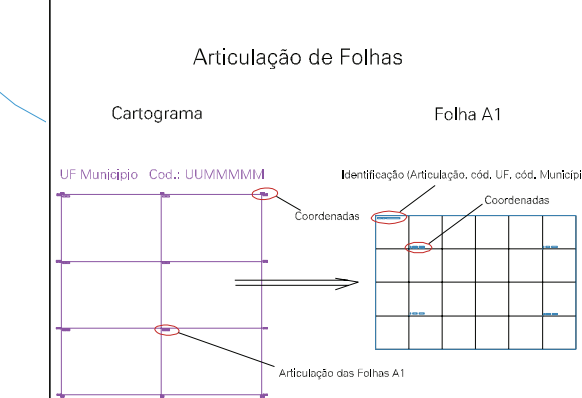 Articulação de Folhas
Cartograma
Folha A1
UF Municipio Cod.: UUMMMMM
Identificação (Articulação, cód. UF, cód. Municípi
Coordenadas
Coordenadas
Articulação das Folhas A1